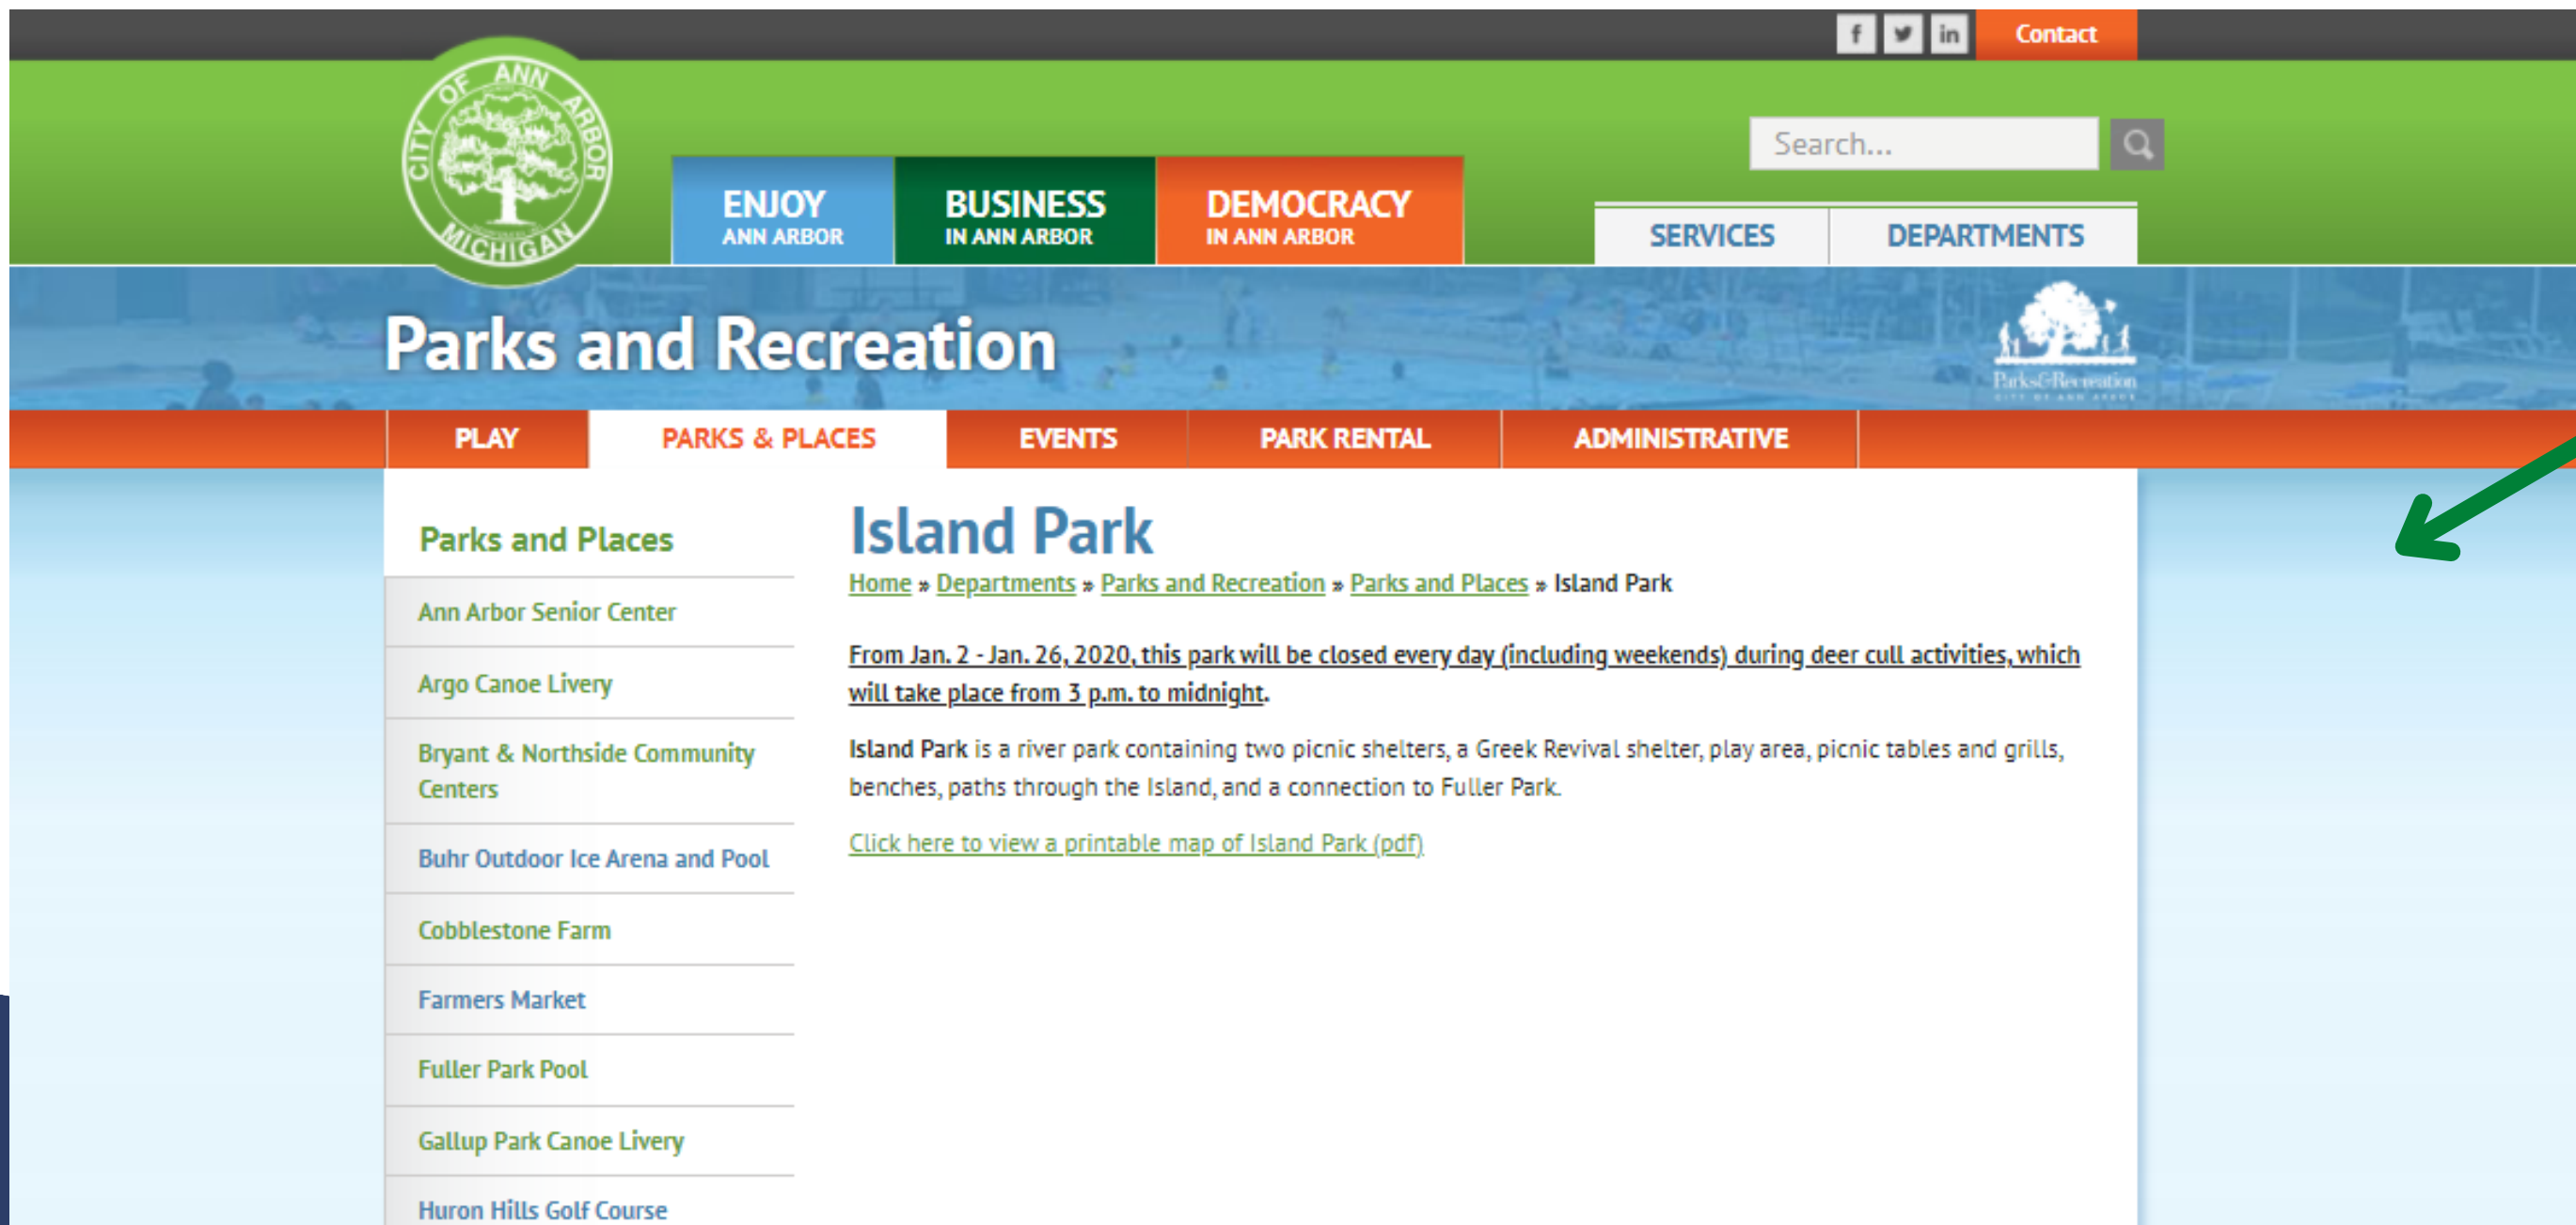 Contact
CITY OF ANN ARBOR
MICHIGAN
Search...
ENJOY
ANN ARBOR
BUSINESS
IN ANN ARBOR
DEMOCRACY
IN ANN ARBOR
SERVICES
DEPARTMENTS
Parks and Recreation
Parks&Recreation
CITY OF ANN ARBOR
PLAY
PARKS & PLACES
EVENTS
PARK RENTAL
ADMINISTRATIVE
Parks and Places
Ann Arbor Senior Center
Argo Canoe Livery
Bryant & Northside Community
Centers
Buhr Outdoor Ice Arena and Pool
Cobblestone Farm
Farmers Market
Fuller Park Pool
Gallup Park Canoe Livery
Huron Hills Golf Course
Island Park
Home » Departments » Parks and Recreation » Parks and Places » Island Park
From Jan. 2 - Jan. 26, 2020, this park will be closed every day (including weekends) during deer cull activities, which
will take place from 3 p.m. to midnight.
Island Park is a river park containing two picnic shelters, a Greek Revival shelter, play area, picnic tables and grills,
benches, paths through the Island, and a connection to Fuller Park.
Click here to view a printable map of Island Park (pdf)